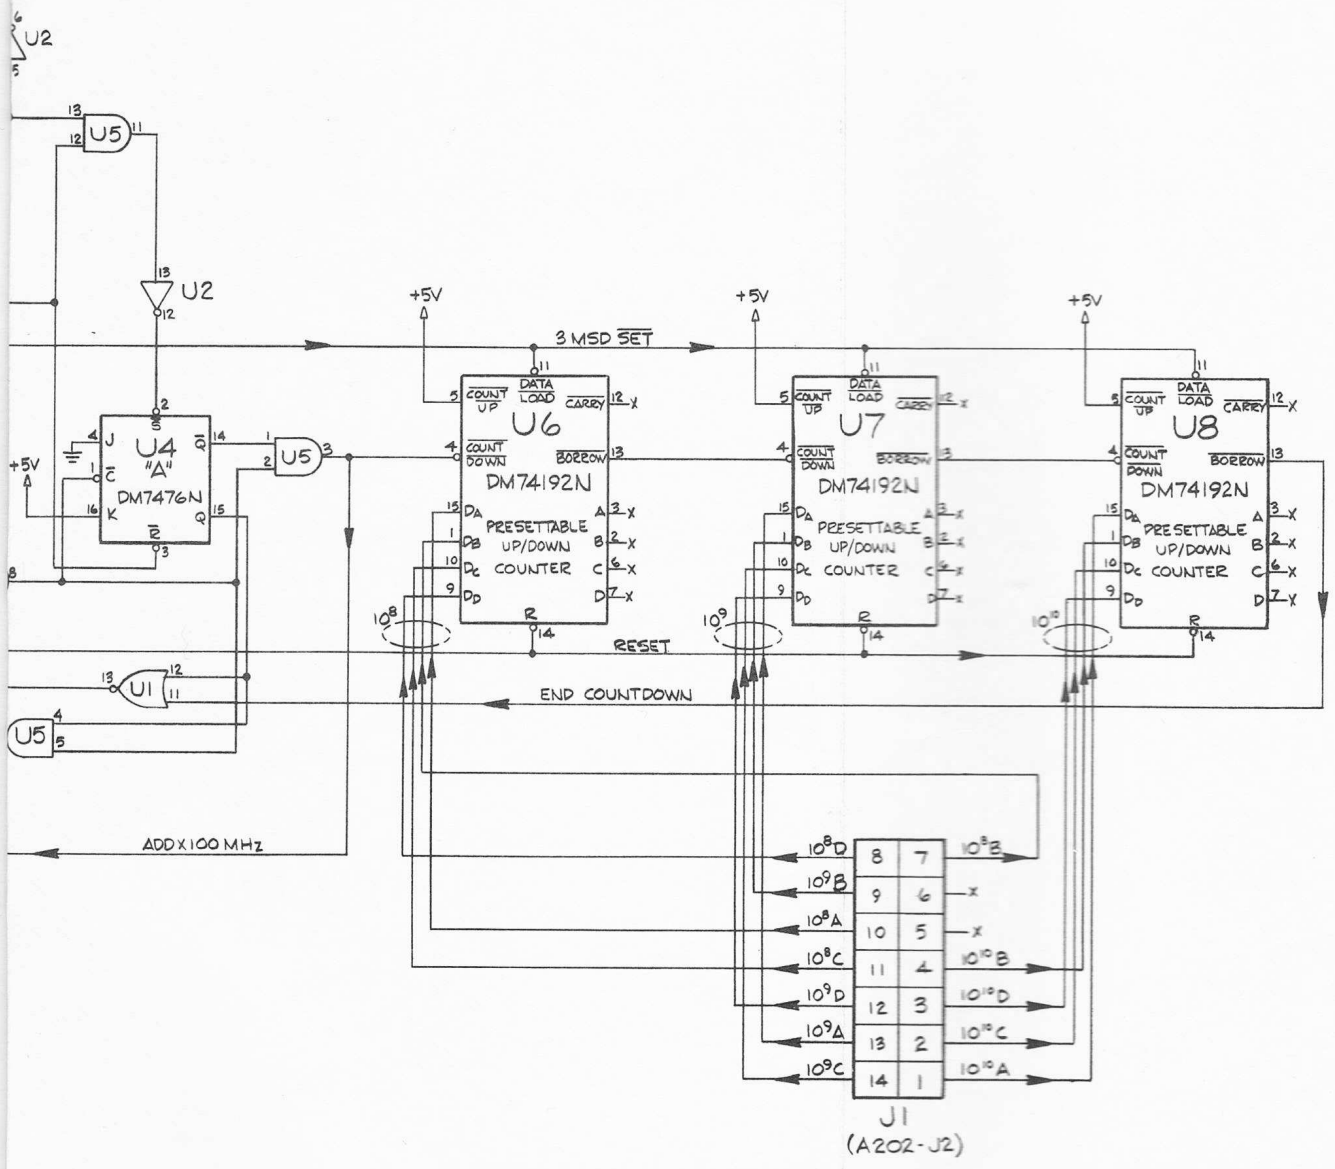 6
U2
5
13
12
U5
11
13
U2
12
+5V
+5V
+5V
3 MSD SET
11
11
11
5
COUNT
UP
DATA
LOAD
CARRY
12
X
U6
5
COUNT
UP
DATA
LOAD
CARRY
12
X
U7
5
COUNT
UP
DATA
LOAD
CARRY
12
X
U8
2
S
4
J
U4
"A"
Q
14
1
C
DM7476N
+5V
16
K
Q
15
R
3
1
2
U5
3
4
COUNT
DOWN
BORROW
13
DM74192N
4
COUNT
DOWN
BORROW
13
DM74192N
4
COUNT
DOWN
BORROW
13
DM74192N
15
DA
A
3
X
PRESETTABLE
1
DB
UP/DOWN
B
2
X
10
DC
COUNTER
C
6
X
9
DD
D
7
X
R
14
15
DA
A
3
X
PRESETTABLE
1
DB
UP/DOWN
B
2
X
10
DC
COUNTER
C
6
X
9
DD
D
7
X
R
14
15
DA
A
3
X
PRESETTABLE
1
DB
UP/DOWN
B
2
X
10
DC
COUNTER
C
6
X
9
DD
D
7
X
R
14
8
10⁸
10⁹
10¹⁰
RESET
13
U1
12
11
END COUNTDOWN
U5
4
5
ADDX100 MHz
10⁸D
8
7
10⁸B
10⁹B
9
6
X
10⁸A
10
5
X
10⁸C
11
4
10¹⁰B
10⁹D
12
3
10¹⁰D
10⁹A
13
2
10¹⁰C
10⁹C
14
1
10¹⁰A
J1
(A202-J2)